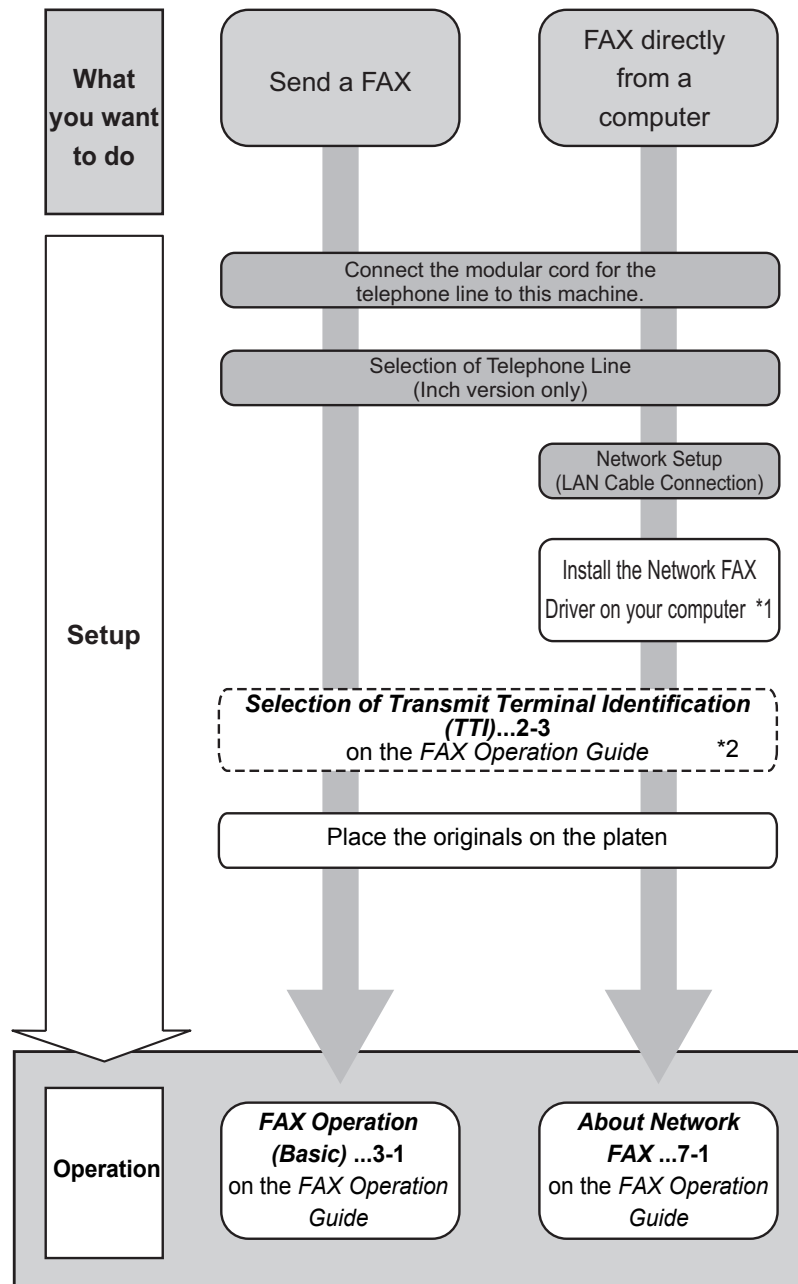 What
you want
to do
Send a FAX
FAX directly
from a
computer
Setup
Connect the modular cord for the
telephone line to this machine.
Selection of Telephone Line
(Inch version only)
Network Setup
(LAN Cable Connection)
Install the Network FAX
Driver on your computer *1
Selection of Transmit Terminal Identification
(TTI)...2-3
on the FAX Operation Guide *2
Place the originals on the platen
Operation
FAX Operation
(Basic) ...3-1
on the FAX Operation
Guide
About Network
FAX ...7-1
on the FAX Operation
Guide